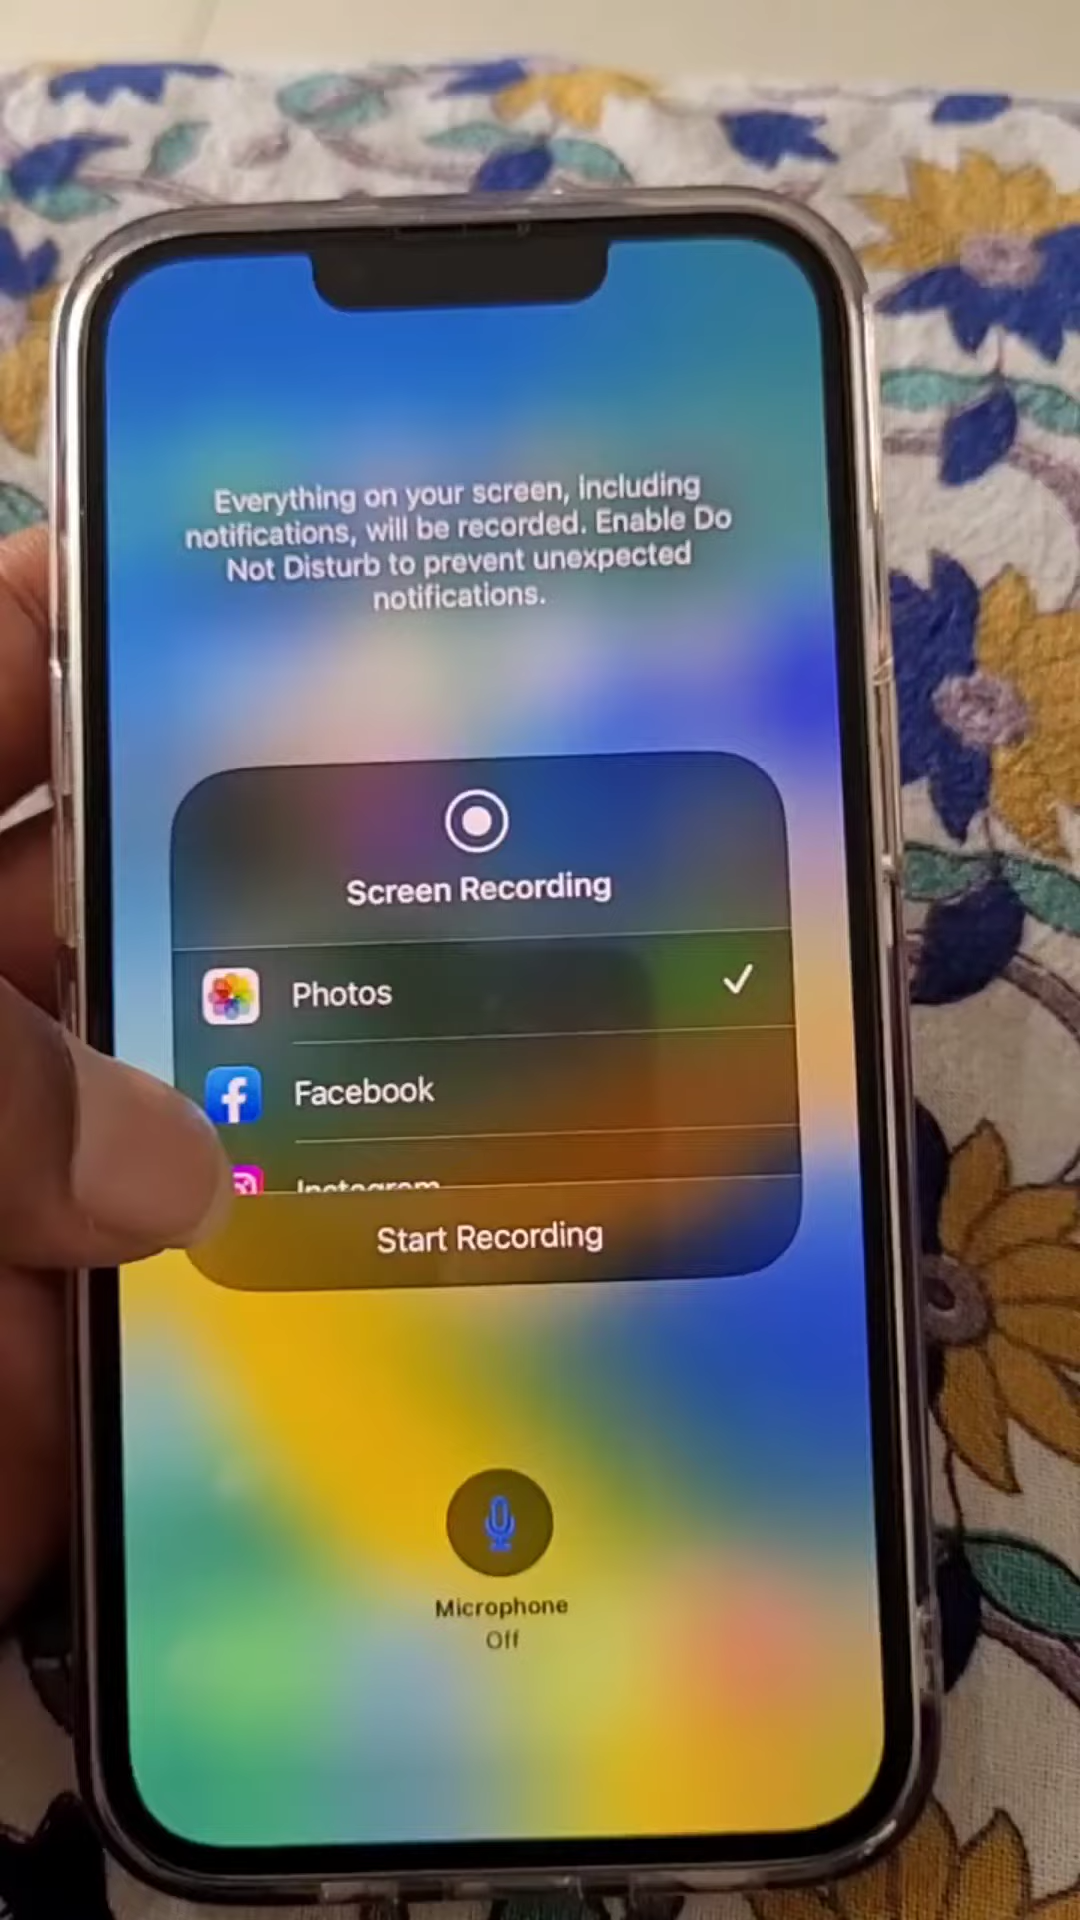 Everything on your screen, including
notifications, will be recorded. Enable Do
Not Disturb to prevent unexpected
notifications.
Screen Recording
Photos
Facebook
Instagram
Start Recording
Microphone
Off